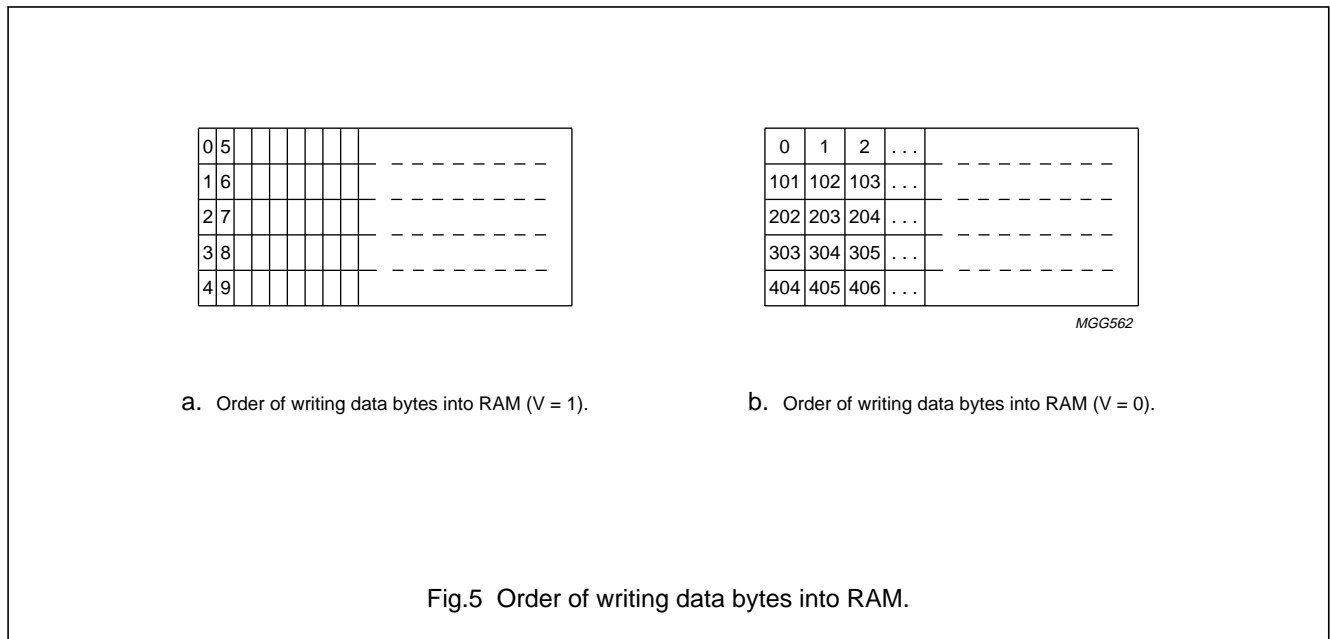 0 5
1 6
2 7
3 8
4 9
0 1 2 . . .
101 102 103 . . .
202 203 204 . . .
303 304 305 . . .
404 405 406 . . .
MGG562
a. Order of writing data bytes into RAM (V = 1).
b. Order of writing data bytes into RAM (V = 0).
Fig.5 Order of writing data bytes into RAM.